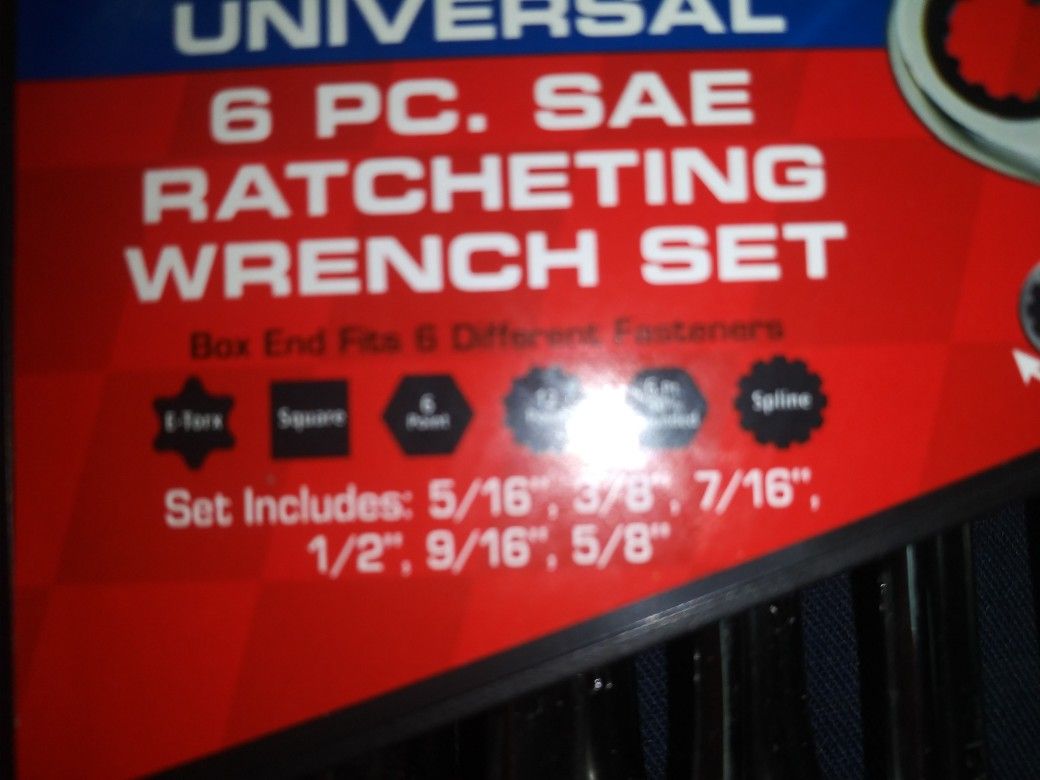 UNIVERSAL
6 PC. SAE
RATCHETING
WRENCH SET
Box End Fits 6 Different Fasteners
E-Torx
Square
6
Point
12
Spline
Set Includes: 5/16", 3/8", 7/16",
1/2", 9/16", 5/8"